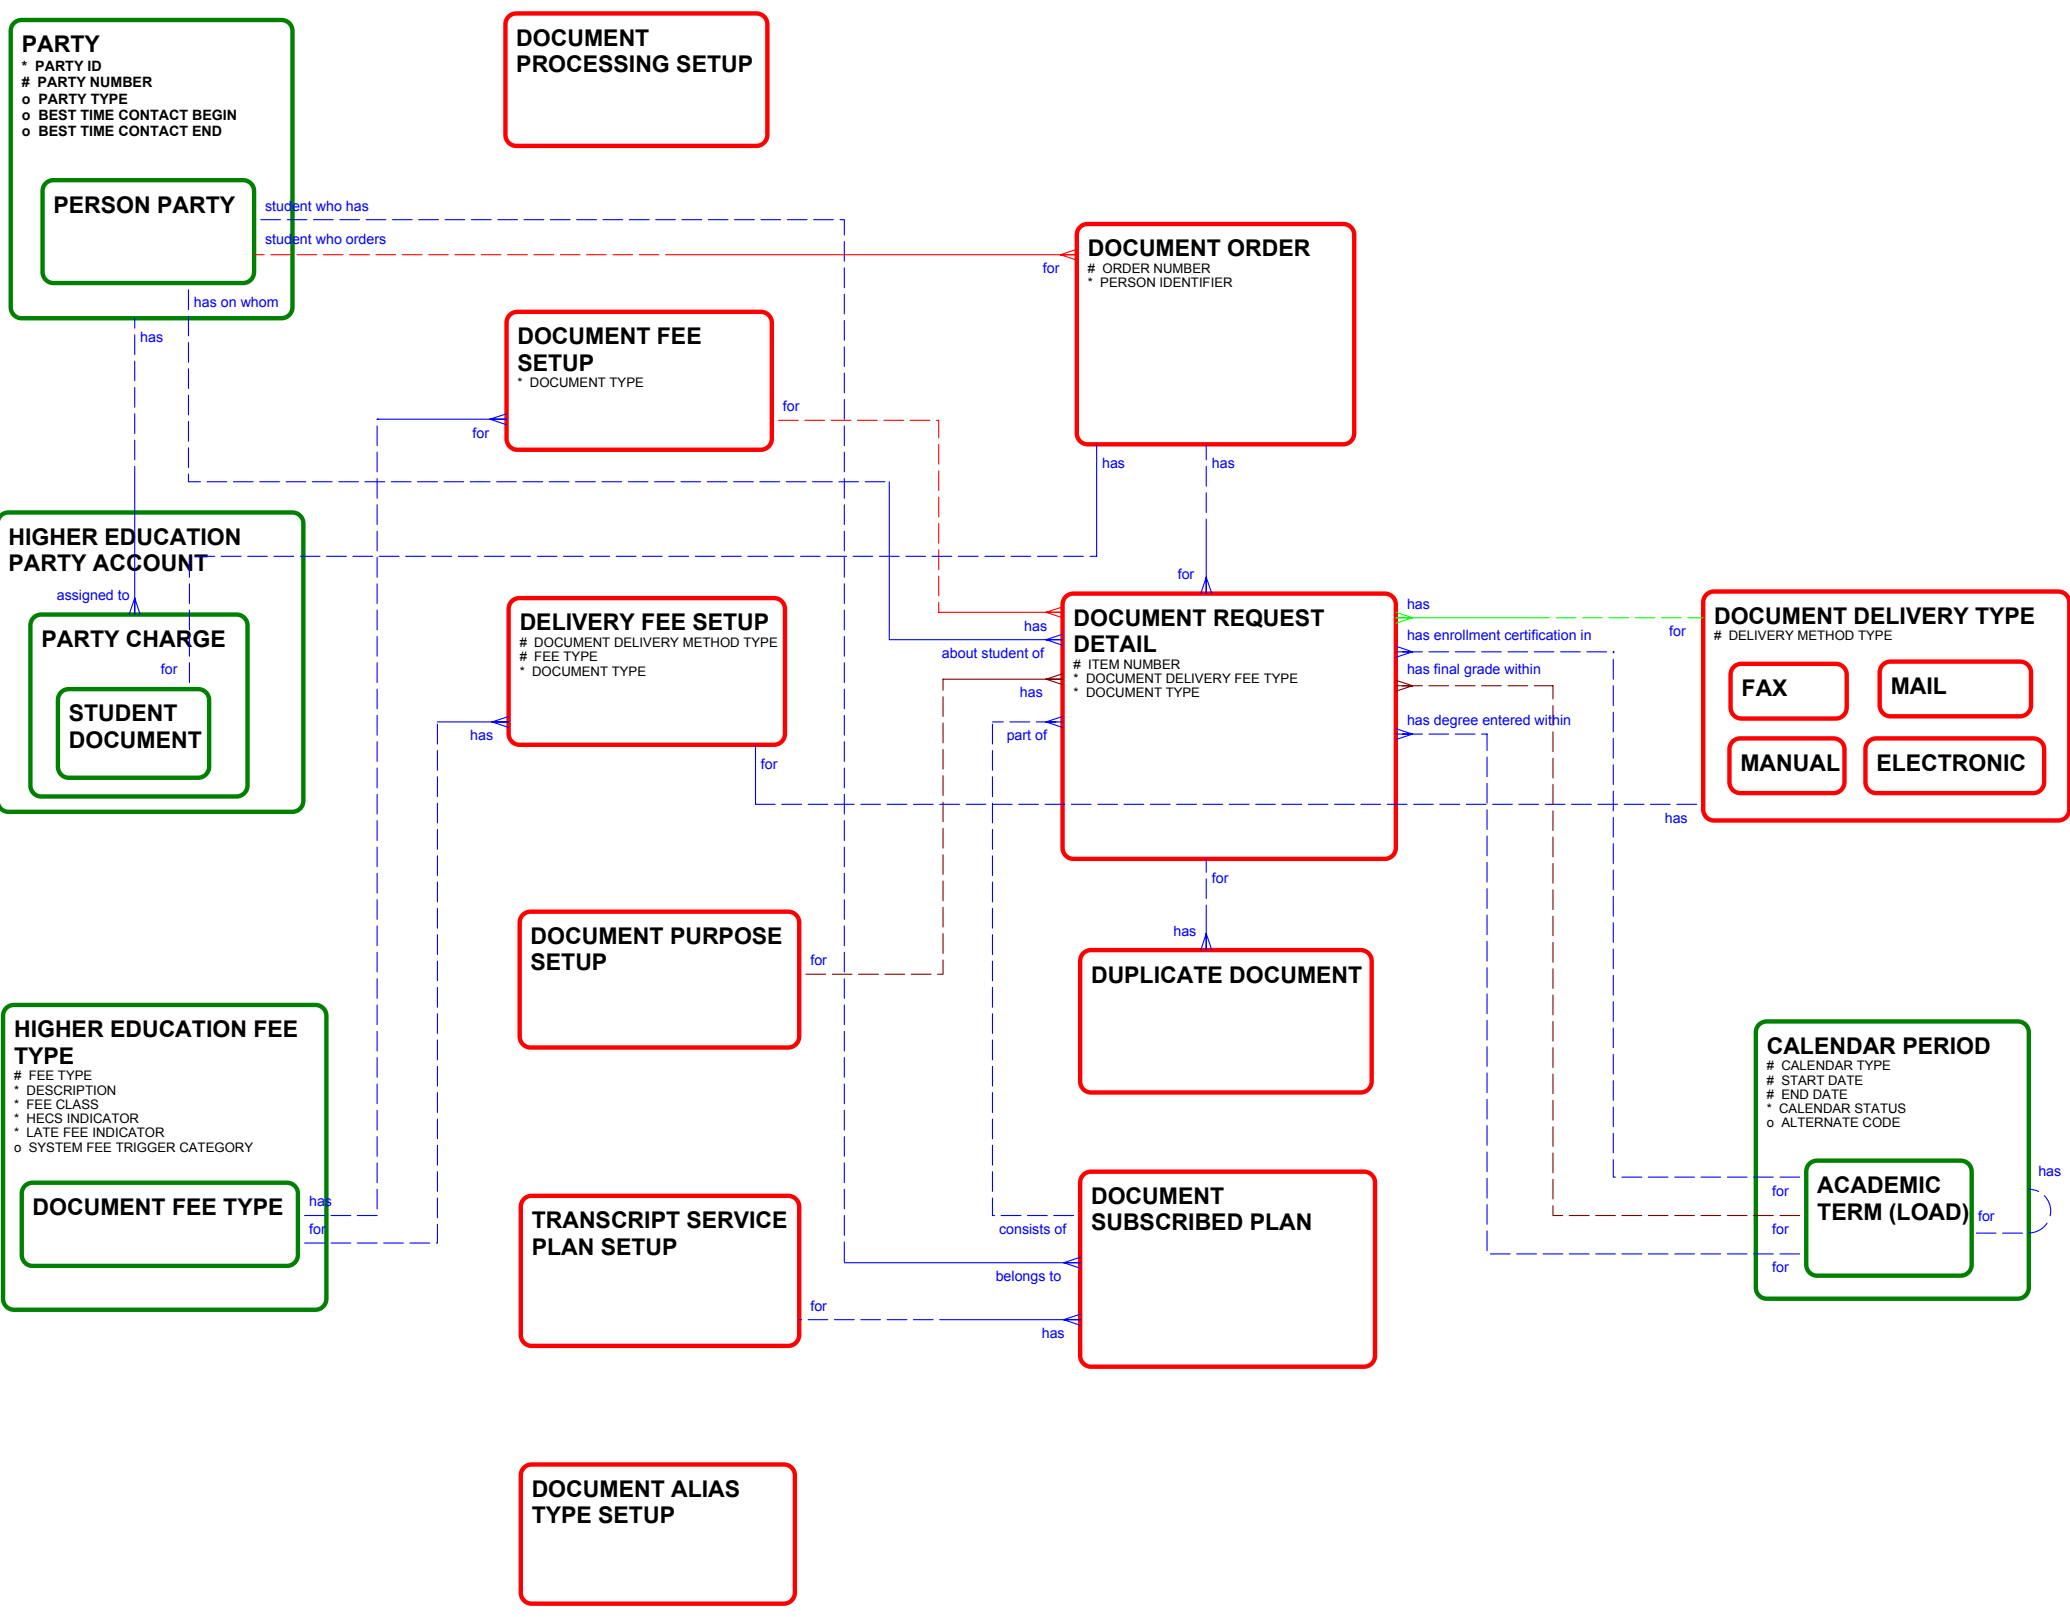 PARTY
* PARTY ID
# PARTY NUMBER
o PARTY TYPE
o BEST TIME CONTACT BEGIN
o BEST TIME CONTACT END
PERSON PARTY
student who has
student who orders
has on whom
has
DOCUMENT
PROCESSING SETUP
DOCUMENT ORDER
# ORDER NUMBER
* PERSON IDENTIFIER
for
has
has
DOCUMENT FEE
SETUP
* DOCUMENT TYPE
for
for
HIGHER EDUCATION
PARTY ACCOUNT
assigned to
PARTY CHARGE
for
STUDENT
DOCUMENT
DELIVERY FEE SETUP
# DOCUMENT DELIVERY METHOD TYPE
# FEE TYPE
* DOCUMENT TYPE
has
for
for
has
about student of
has
part of
DOCUMENT REQUEST
DETAIL
# ITEM NUMBER
* DOCUMENT DELIVERY FEE TYPE
* DOCUMENT TYPE
has
has enrollment certification in
has final grade within
has degree entered within
for
has
DOCUMENT DELIVERY TYPE
# DELIVERY METHOD TYPE
FAX
MAIL
MANUAL
ELECTRONIC
DOCUMENT PURPOSE
SETUP
for
for
has
DUPLICATE DOCUMENT
HIGHER EDUCATION FEE
TYPE
# FEE TYPE
* DESCRIPTION
* FEE CLASS
* HECS INDICATOR
* LATE FEE INDICATOR
o SYSTEM FEE TRIGGER CATEGORY
DOCUMENT FEE TYPE
has
for
TRANSCRIPT SERVICE
PLAN SETUP
for
DOCUMENT
SUBSCRIBED PLAN
consists of
belongs to
has
CALENDAR PERIOD
# CALENDAR TYPE
# START DATE
# END DATE
* CALENDAR STATUS
o ALTERNATE CODE
ACADEMIC
TERM (LOAD)
for
for
for
for
has
DOCUMENT ALIAS
TYPE SETUP